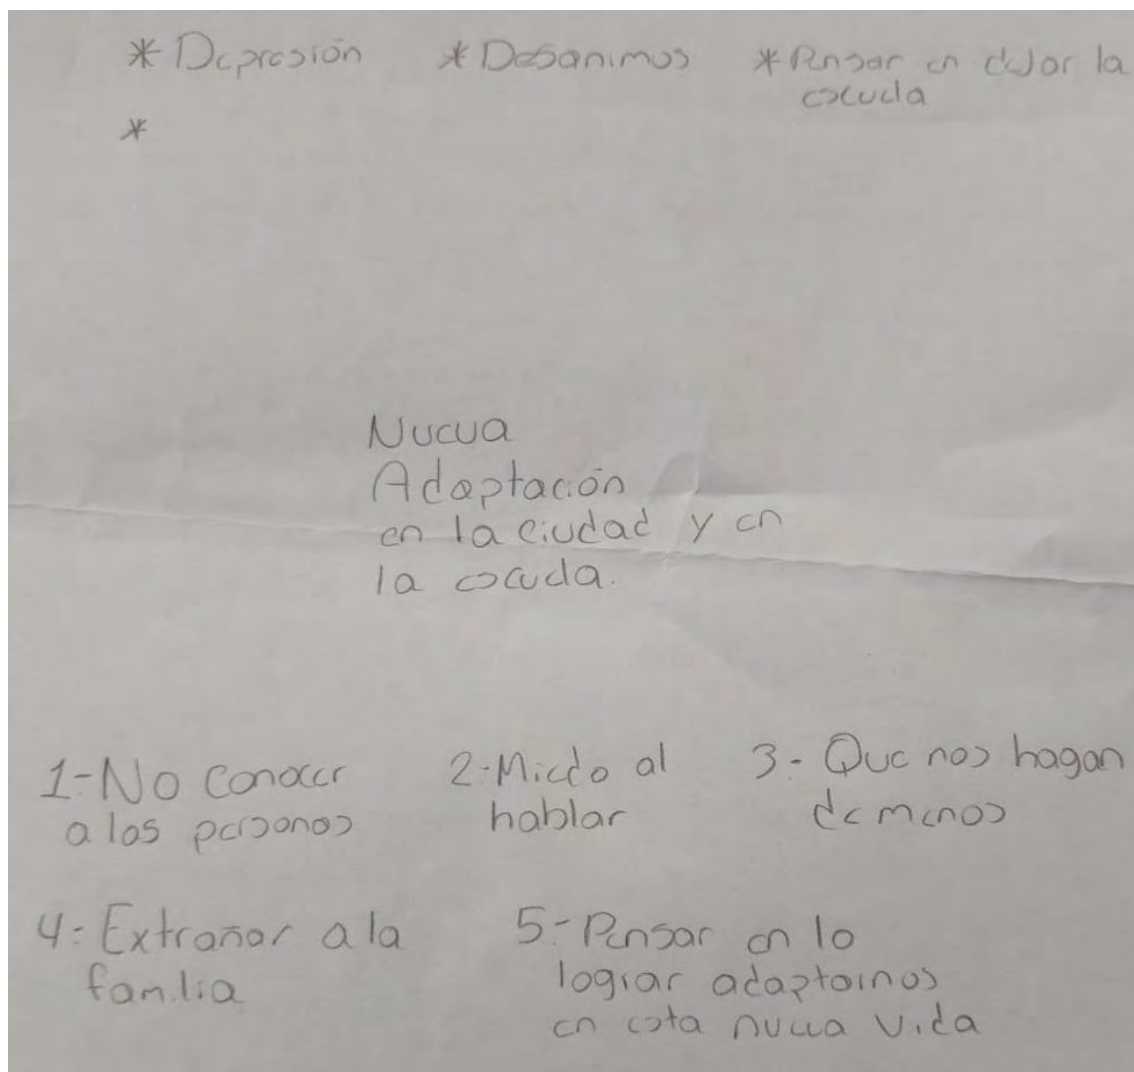 * Depresión * Desanimos * Pensar en dejar la
escuela
*
Nueva
Adaptación
en la ciudad y en
la escuela.
1-No conocer 2-Miedo al 3- Que nos hagan
a las personas hablar de menos
4- Extrañar a la 5- Pensar en lo
familia lograr adaptarnos
en esta nueva vida